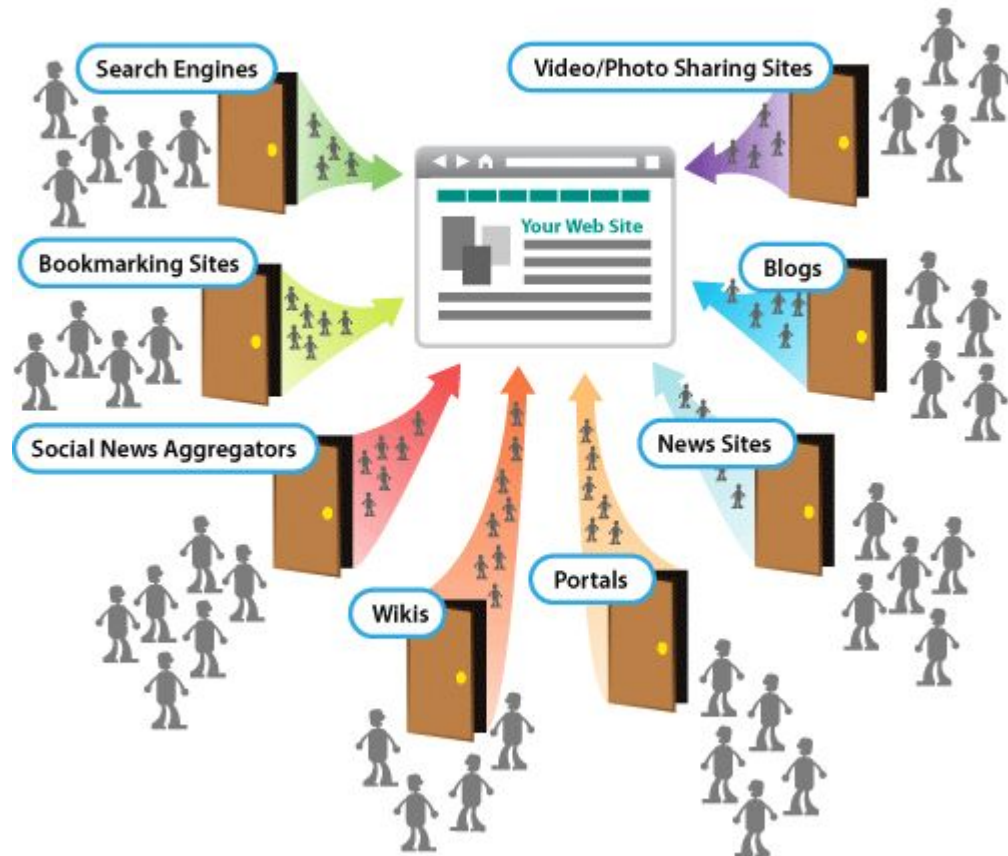 Search Engines
Video/Photo Sharing Sites
Your Web Site
Bookmarking Sites
Blogs
Social News Aggregators
News Sites
Wikis
Portals